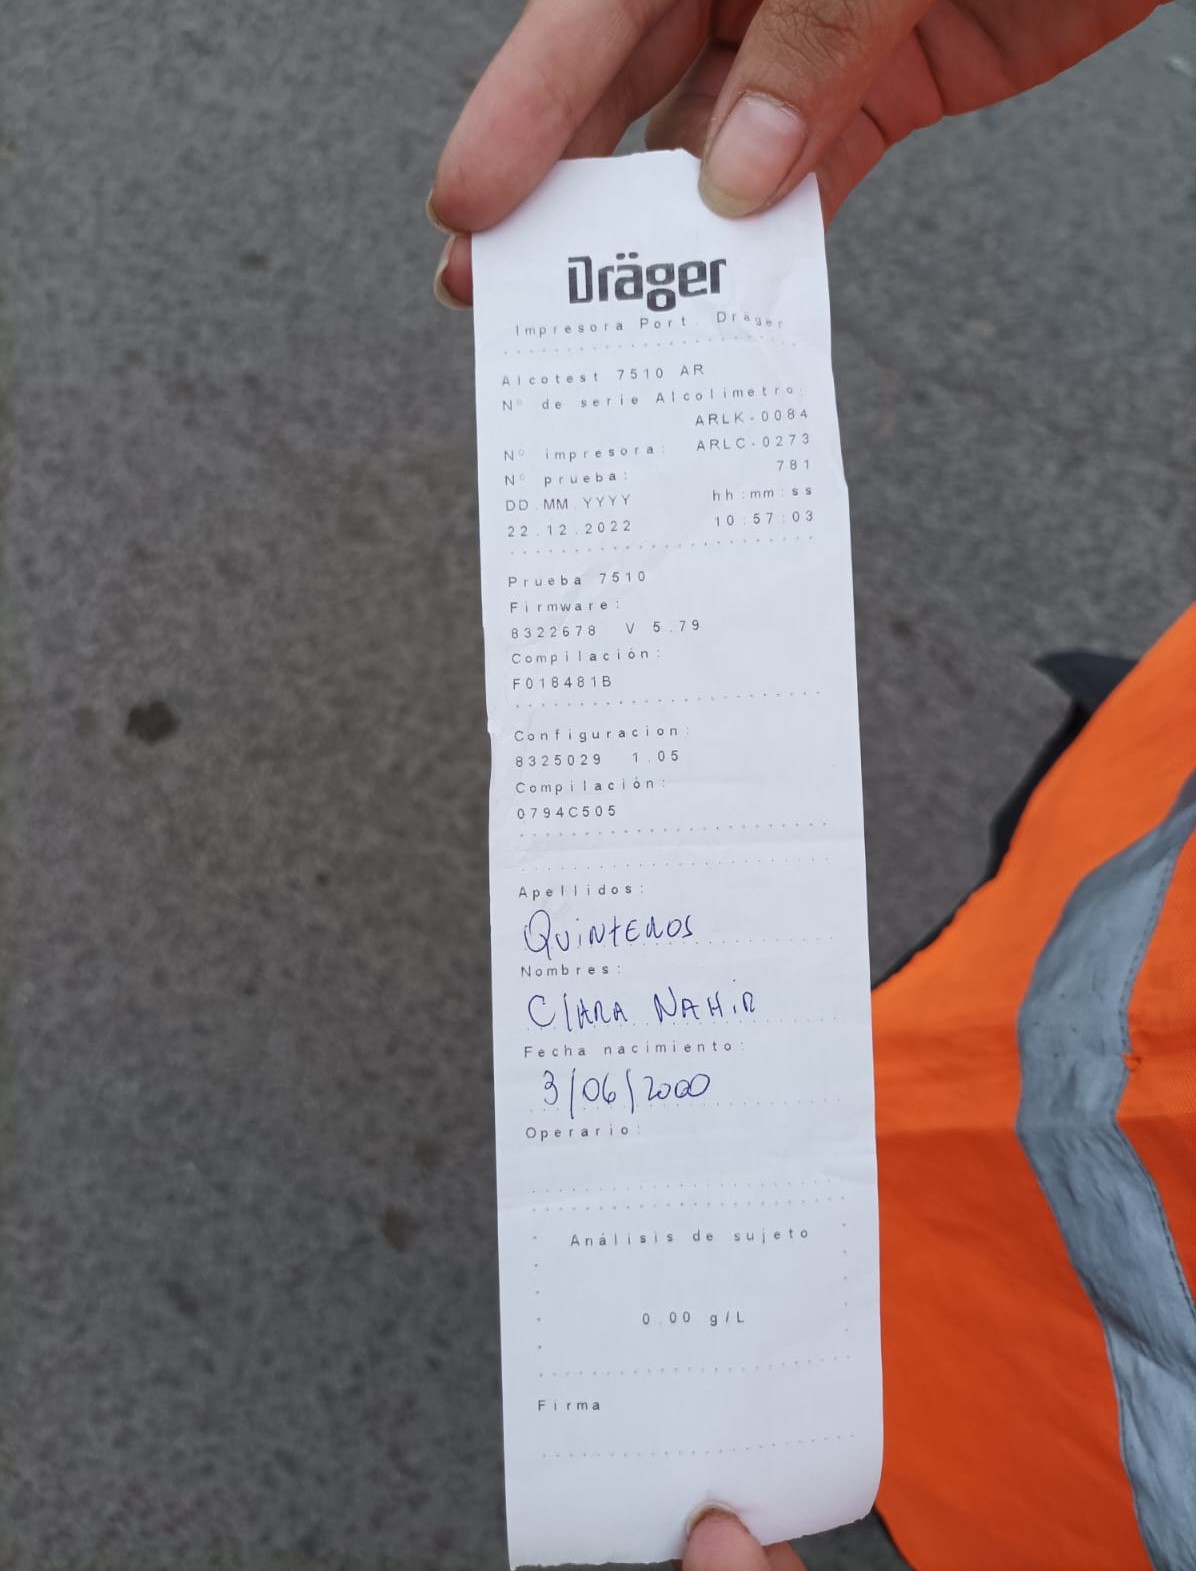 Dräger
Impresora Port. Dräger
Alcotest 7510 AR
N° de serie Alcolimetro:
ARLK-0084
N° impresora: ARLC-0273
N° prueba: 781
DD.MM.YYYY hh:mm:ss
22.12.2022 10:57:03
Prueba 7510
Firmware:
8322678 V 5.79
Compilación:
F018481B
Configuracion:
8325029 1.05
Compilación:
0794C505
Apellidos:
QUiNtEROS
Nombres:
ClARA NAHiR
Fecha nacimiento:
3/06/2000
Operario:
Análisis de sujeto
0.00 g/L
Firma